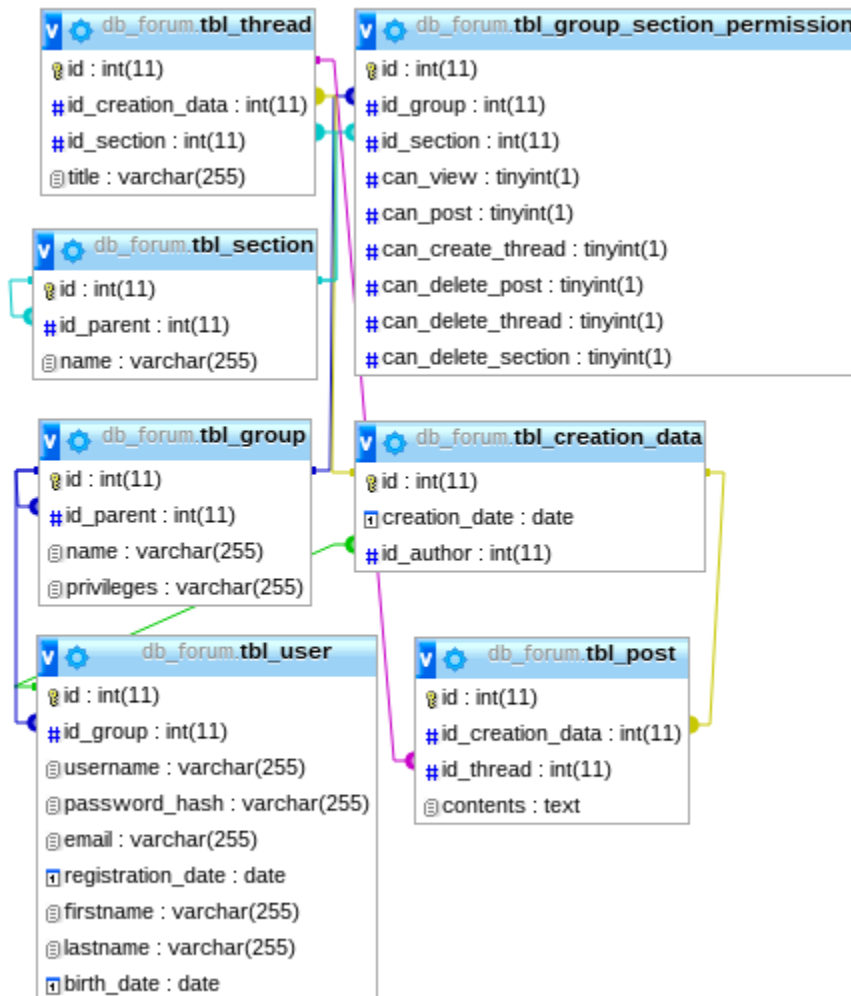 db_forum.tbl_thread
id : int(11)
id_creation_data : int(11)
id_section : int(11)
title : varchar(255)
db_forum.tbl_group_section_permission
id : int(11)
id_group : int(11)
id_section : int(11)
can_view : tinyint(1)
can_post : tinyint(1)
can_create_thread : tinyint(1)
can_delete_post : tinyint(1)
can_delete_thread : tinyint(1)
can_delete_section : tinyint(1)
db_forum.tbl_section
id : int(11)
id_parent : int(11)
name : varchar(255)
db_forum.tbl_group
id : int(11)
id_parent : int(11)
name : varchar(255)
privileges : varchar(255)
db_forum.tbl_creation_data
id : int(11)
creation_date : date
id_author : int(11)
db_forum.tbl_user
id : int(11)
id_group : int(11)
username : varchar(255)
password_hash : varchar(255)
email : varchar(255)
registration_date : date
firstname : varchar(255)
lastname : varchar(255)
birth_date : date
db_forum.tbl_post
id : int(11)
id_creation_data : int(11)
id_thread : int(11)
contents : text